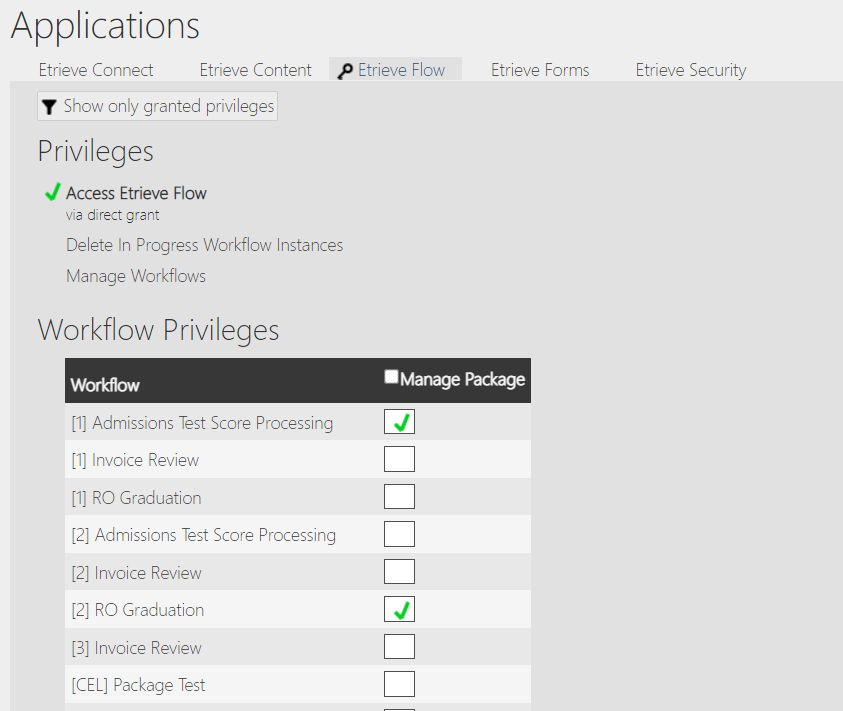 Applications
Etrieve Connect Etrieve Content Etrieve Flow Etrieve Forms Etrieve Security
Show only granted privileges
Privileges
Access Etrieve Flow
via direct grant
Delete In Progress Workflow Instances
Manage Workflows
Workflow Privileges
Workflow Manage Package
[1] Admissions Test Score Processing
[1] Invoice Review
[1] RO Graduation
[2] Admissions Test Score Processing
[2] Invoice Review
[2] RO Graduation
[3] Invoice Review
[CEL] Package Test